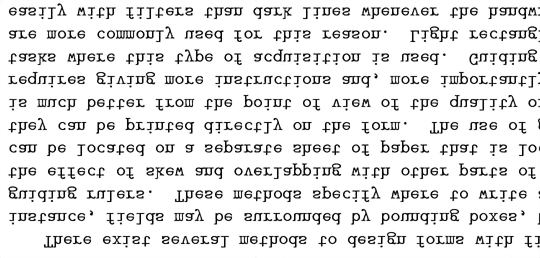 There exist several methods to design forms with fi
instance, fields may be surrounded by bounding boxes, b
guiding rulers. These methods specify where to write a
the effect of skew and overlapping with other parts of
can be located on a separate sheet of paper that is loc
they can be printed directly on the form. The use of g
is much better from the point of view of the quality o
requires giving more instructions and, more importantly
tasks where this type of acquisition is used. Guiding
are more commonly used for this reason. Light rectangl
easily with filters than dark lines whenever the handw